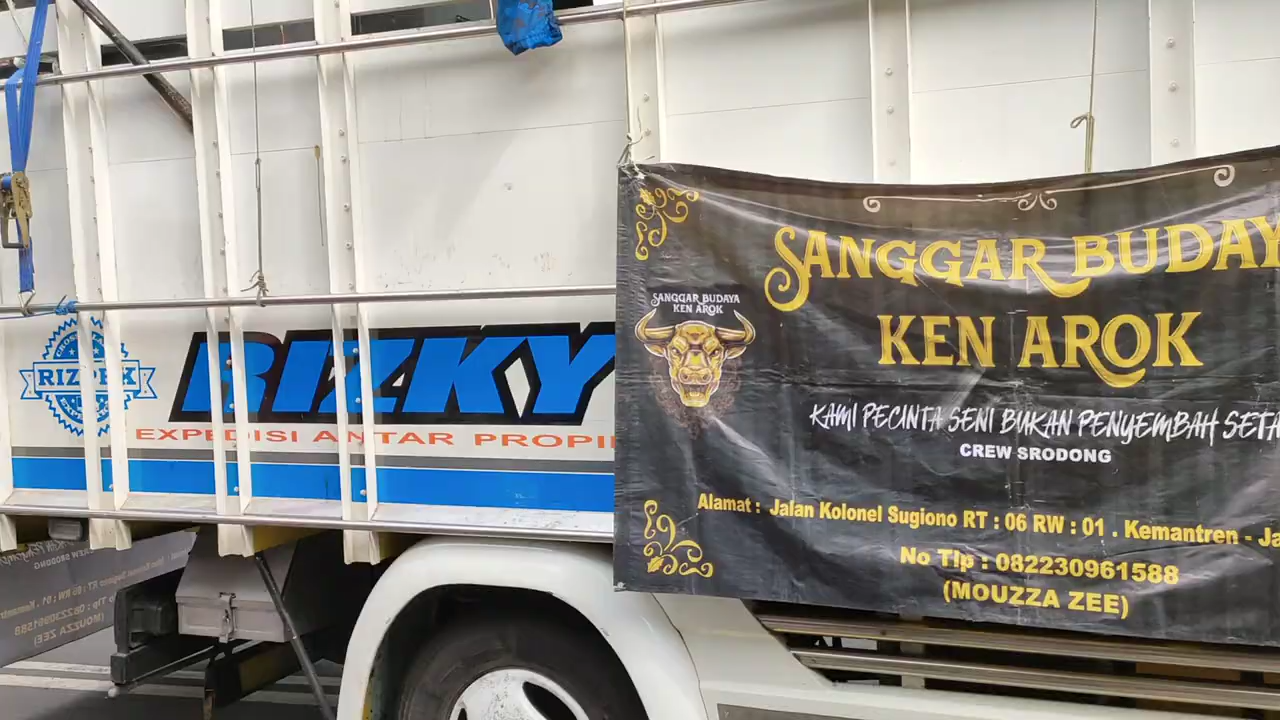 RIZKY
EXPEDISI ANTAR PROPI
SANGGAR BUDAYA
KEN AROK
SANGGAR BUDAY
KEN AROK
KAMI PECINTA SENI BUKAN PENYEMBAH SETA
CREW SRODONG
Alamat : Jalan Kolonel Sugiono RT : 06 RW : 01 . Kemantren - Ja
No Tlp : 082230961588
(MOUZZA ZEE)